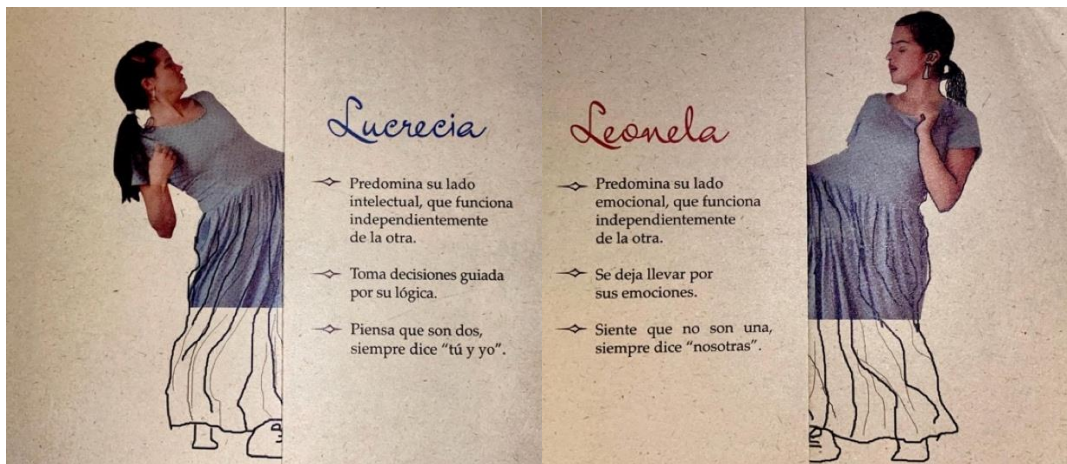 Lucrecia
Predomina su lado
intelectual, que funciona
independientemente
de la otra.
Toma decisiones guiada
por su lógica.
Piensa que son dos,
siempre dice “tú y yo”.
Leonela
Predomina su lado
emocional, que funciona
independientemente
de la otra.
Se deja llevar por
sus emociones.
Siente que no son una,
siempre dice “nosotras”.